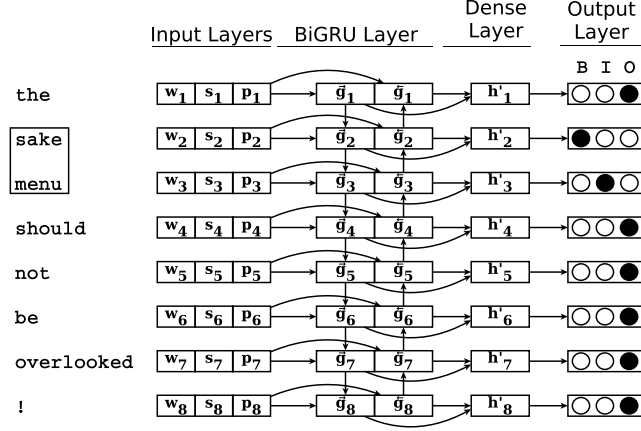 Input Layers BiGRU Layer Dense Layer Output Layer
B I O
the w₁ s₁ p₁ g⃗₁ g⃖₁ h'₁
sake w₂ s₂ p₂ g⃗₂ g⃖₂ h'₂
menu w₃ s₃ p₃ g⃗₃ g⃖₃ h'₃
should w₄ s₄ p₄ g⃗₄ g⃖₄ h'₄
not w₅ s₅ p₅ g⃗₅ g⃖₅ h'₅
be w₆ s₆ p₆ g⃗₆ g⃖₆ h'₆
overlooked w₇ s₇ p₇ g⃗₇ g⃖₇ h'₇
! w₈ s₈ p₈ g⃗₈ g⃖₈ h'₈